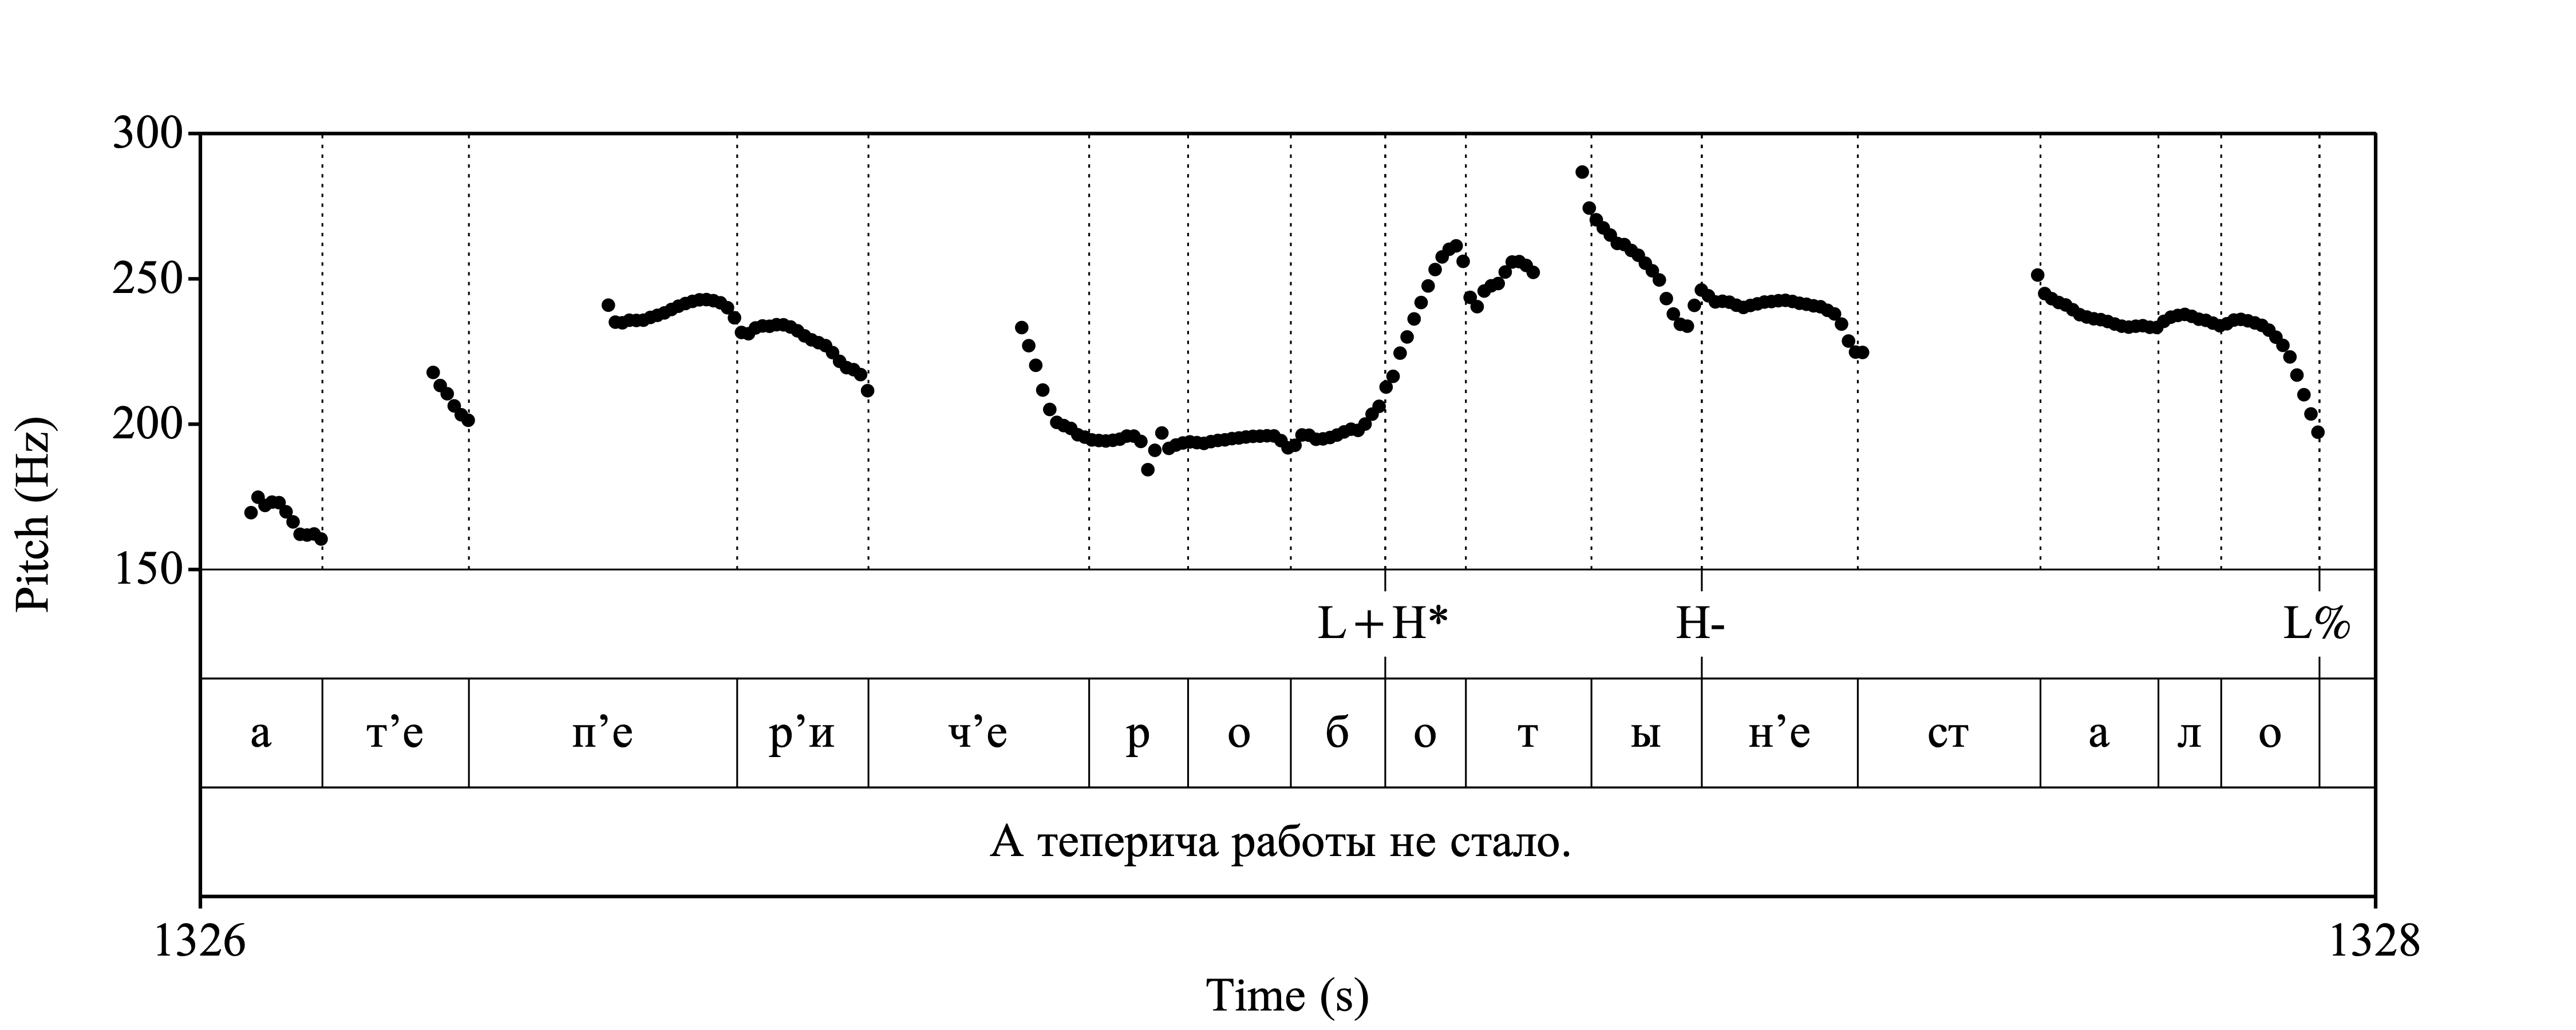 300
250
200
150
Pitch (Hz)
L+H* H- L%
а т’е п’е р’и ч’е р о б о т ы н’е ст а л о
А теперича работы не стало.
1326 1328
Time (s)